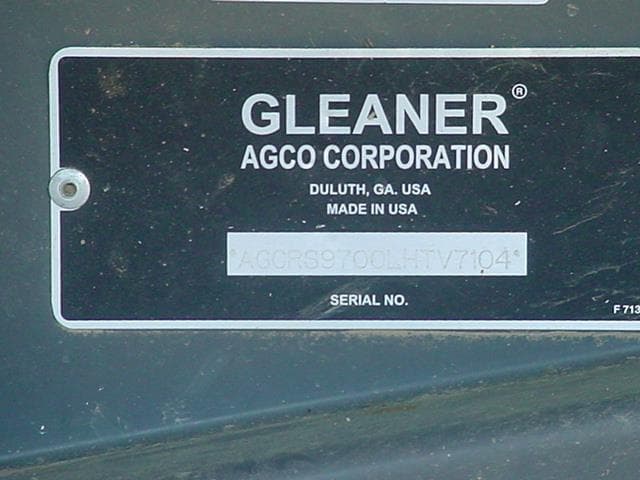 GLEANER®
AGCO CORPORATION
DULUTH, GA. USA
MADE IN USA
*AGCRS9700LHTV7104*
SERIAL NO.
F 713